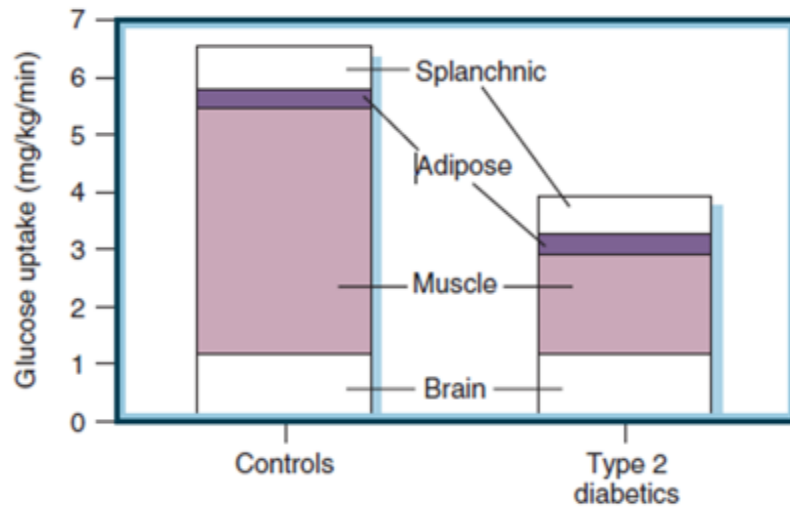 Glucose uptake (mg/kg/min)
7
6
5
4
3
2
1
0
Splanchnic
Adipose
Muscle
Brain
Controls
Type 2
diabetics